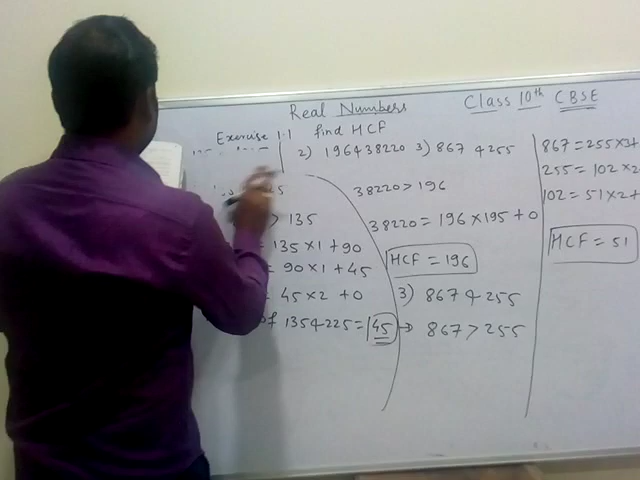 Real Numbers
Class 10th CBSE
Exercise 1.1 find HCF
2) 196 & 38220 3) 867 & 255
> 135
= 135 × 1 + 90
= 90 × 1 + 45
= 45 × 2 + 0
of 135 & 225 = 45
38220 > 196
38220 = 196 × 195 + 0
HCF = 196
3) 867 & 255
→ 867 > 255
867 = 255 × 3 +
255 = 102 × 2
102 = 51 × 2 +
HCF = 51